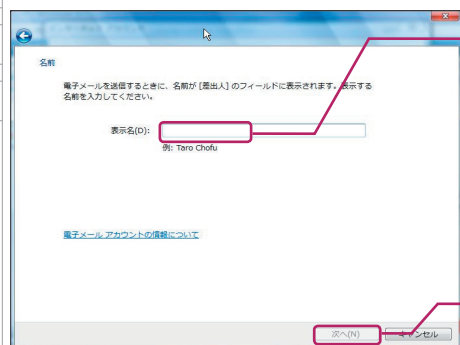 名前
電子メールを送信するときに、名前が [差出人] のフィールドに表示されます。表示する
名前を入力してください。
表示名(D):
例: Taro Chofu
電子メール アカウントの情報について
次へ(N)
キャンセル